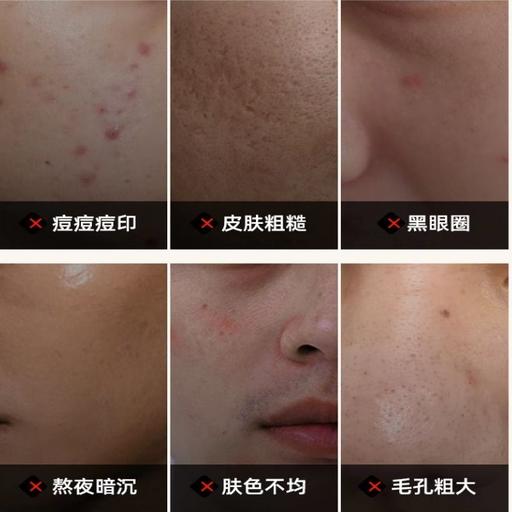 痘痘痘印
皮肤粗糙
黑眼圈
熬夜暗沉
肤色不均
毛孔粗大